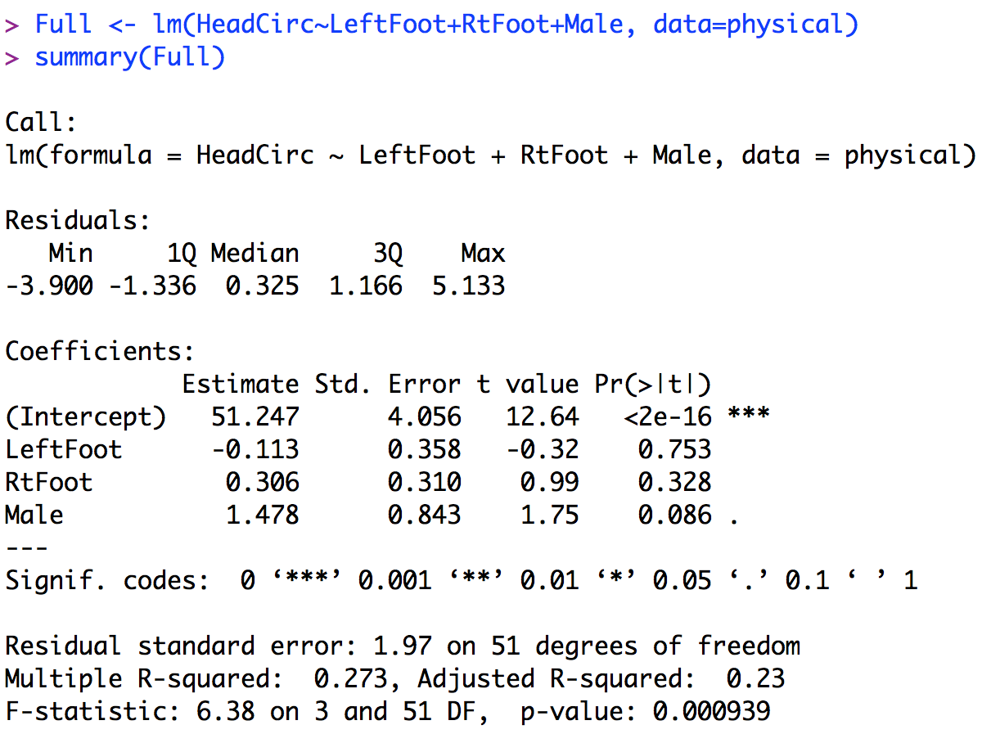 > Full <- lm(HeadCirc~LeftFoot+RtFoot+Male, data=physical)
> summary(Full)
Call:
lm(formula = HeadCirc ~ LeftFoot + RtFoot + Male, data = physical)
Residuals:
   Min     1Q Median     3Q    Max
-3.900 -1.336  0.325  1.166  5.133
Coefficients:
            Estimate Std. Error t value Pr(>|t|)
(Intercept)   51.247      4.056   12.64   <2e-16 ***
LeftFoot      -0.113      0.358   -0.32    0.753
RtFoot         0.306      0.310    0.99    0.328
Male           1.478      0.843    1.75    0.086 .
---
Signif. codes:  0 ‘***’ 0.001 ‘**’ 0.01 ‘*’ 0.05 ‘.’ 0.1 ‘ ’ 1
Residual standard error: 1.97 on 51 degrees of freedom
Multiple R-squared:  0.273, Adjusted R-squared:  0.23
F-statistic: 6.38 on 3 and 51 DF,  p-value: 0.000939